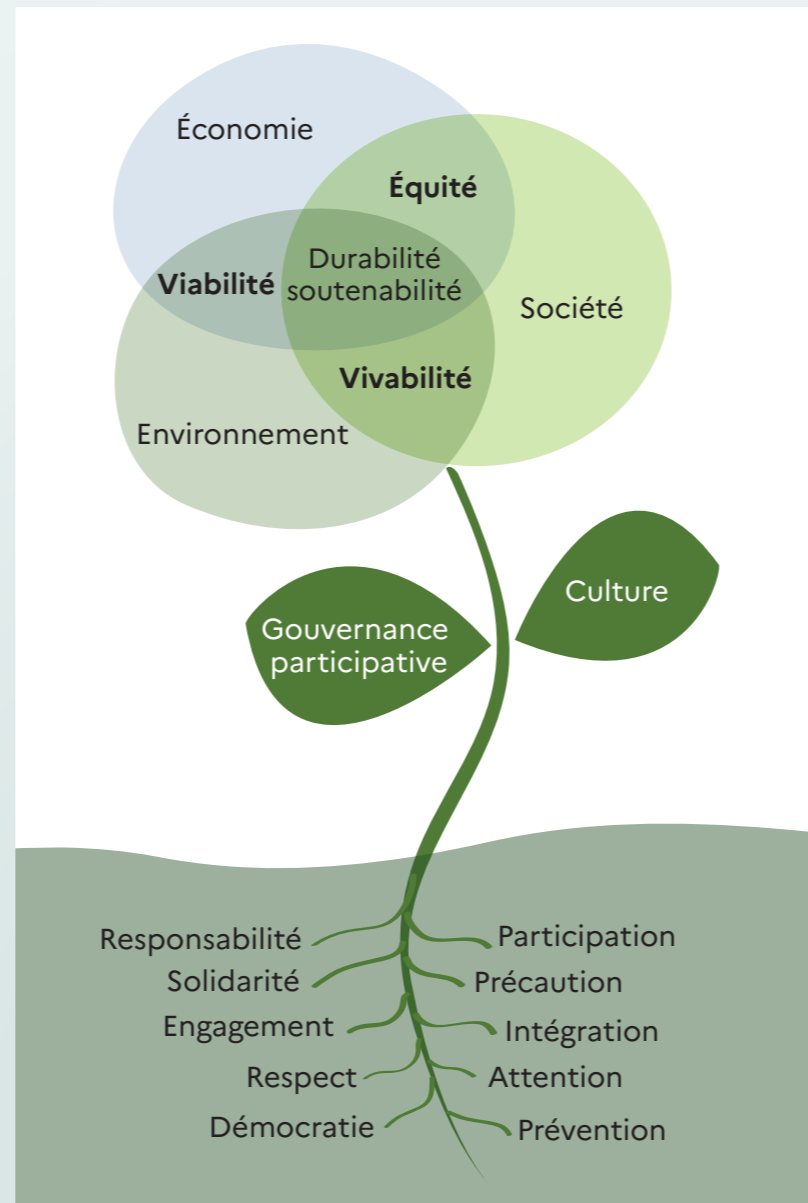 Économie
Équité
Durabilité
soutenabilité
Viabilité
Société
Vivabilité
Environnement
Culture
Gouvernance
participative
Responsabilité
Participation
Solidarité
Précaution
Engagement
Intégration
Respect
Attention
Démocratie
Prévention